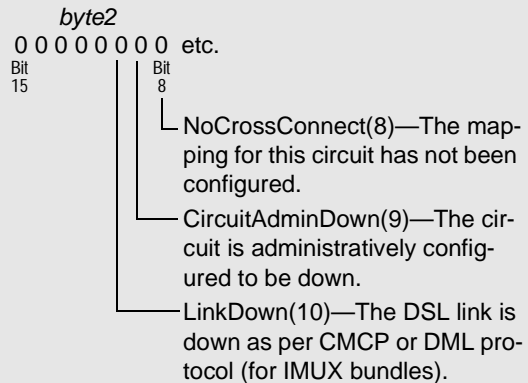 byte2
0 0 0 0 0 0 0 0 etc.
Bit Bit
15 8
NoCrossConnect(8)—The map-
ping for this circuit has not been
configured.
CircuitAdminDown(9)—The cir-
cuit is administratively config-
ured to be down.
LinkDown(10)—The DSL link is
down as per CMCP or DML pro-
tocol (for IMUX bundles).